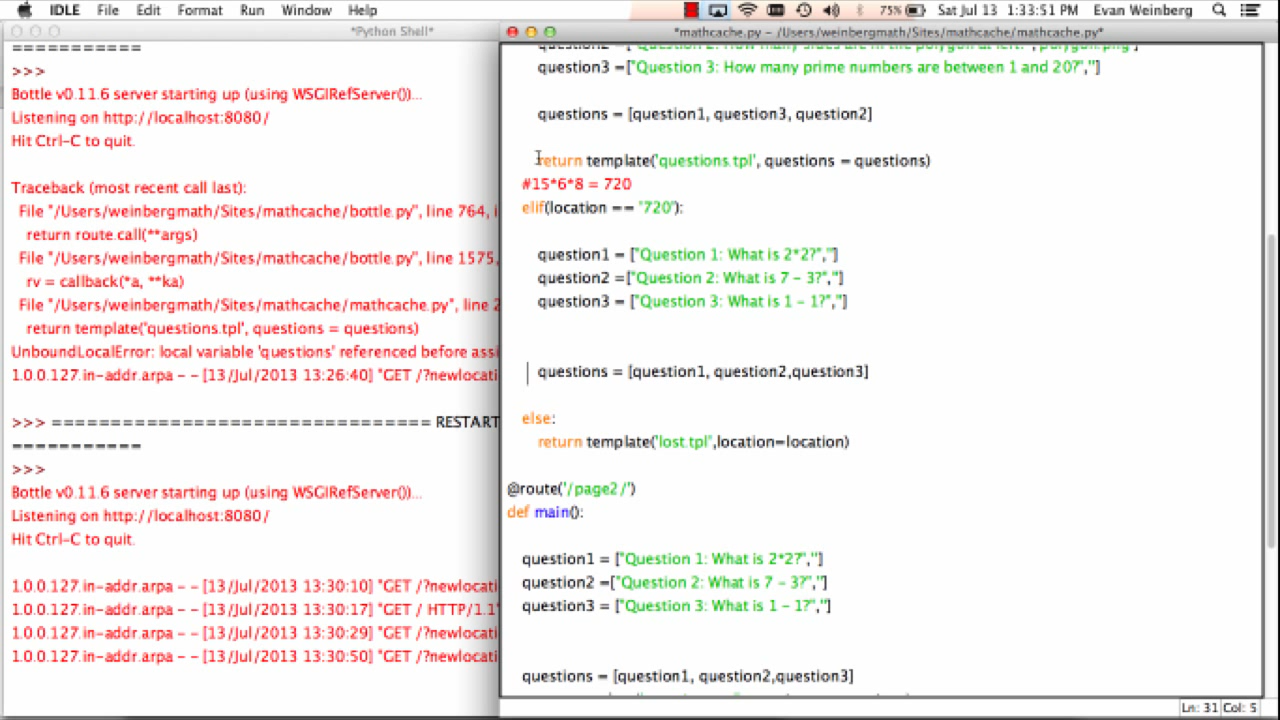 IDLE File Edit Format Run Window Help 75% Sat Jul 13 1:33:51 PM Evan Weinberg
*Python Shell*
===========
>>>
Bottle v0.11.6 server starting up (using WSGIRefServer())...
Listening on http://localhost:8080/
Hit Ctrl-C to quit.
Traceback (most recent call last):
File "/Users/weinbergmath/Sites/mathcache/bottle.py", line 764, i
return route.call(**args)
File "/Users/weinbergmath/Sites/mathcache/bottle.py", line 1575,
rv = callback(*a, **ka)
File "/Users/weinbergmath/Sites/mathcache/mathcache.py", line 2
return template('questions.tpl', questions = questions)
UnboundLocalError: local variable 'questions' referenced before assi
1.0.0.127.in-addr.arpa - - [13/Jul/2013 13:26:40] "GET /?newlocati
>>> ================================ RESTART
===========
>>>
Bottle v0.11.6 server starting up (using WSGIRefServer())...
Listening on http://localhost:8080/
Hit Ctrl-C to quit.
1.0.0.127.in-addr.arpa - - [13/Jul/2013 13:30:10] "GET /?newlocati
1.0.0.127.in-addr.arpa - - [13/Jul/2013 13:30:17] "GET / HTTP/1.1"
1.0.0.127.in-addr.arpa - - [13/Jul/2013 13:30:29] "GET /?newlocati
1.0.0.127.in-addr.arpa - - [13/Jul/2013 13:30:50] "GET /?newlocati
*mathcache.py - /Users/weinbergmath/Sites/mathcache/mathcache.py*
question2 =["Question 2: How many sides are in the polygon at left?","polygon.png"]
question3 =["Question 3: How many prime numbers are between 1 and 20?",'']
questions = [question1, question3, question2]
return template('questions.tpl', questions = questions)
#15*6*8 = 720
elif(location == '720'):
question1 = ["Question 1: What is 2*2?",'']
question2 =["Question 2: What is 7 - 3?",'']
question3 = ["Question 3: What is 1 - 1?",'']
questions = [question1, question2,question3]
else:
return template('lost.tpl',location=location)
@route('/page2/')
def main():
question1 = ["Question 1: What is 2*2?",'']
question2 =["Question 2: What is 7 - 3?",'']
question3 = ["Question 3: What is 1 - 1?",'']
questions = [question1, question2,question3]
Ln: 31 Col: 5